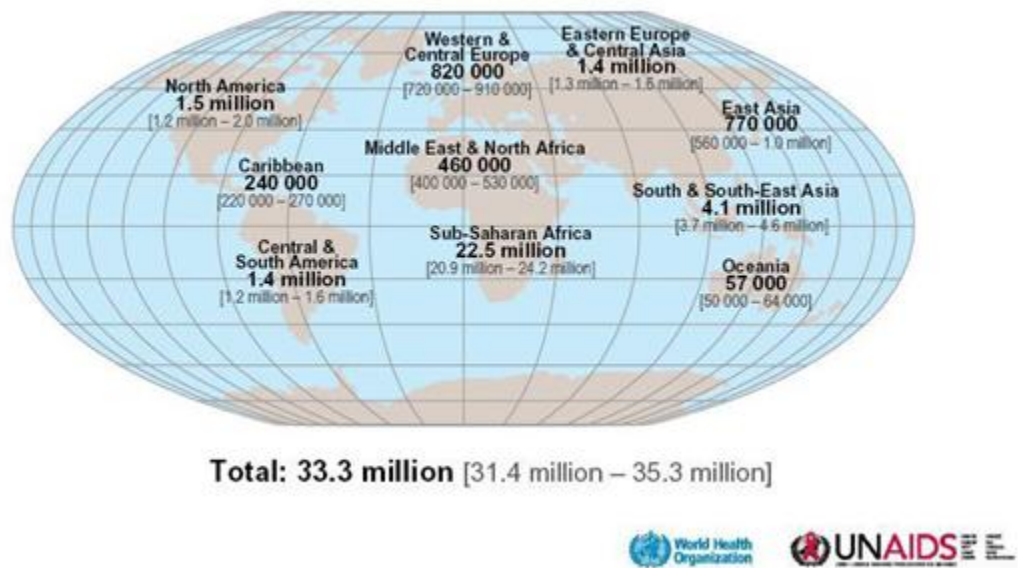 Western &
Central Europe
820 000
[720 000 – 910 000]
Eastern Europe
& Central Asia
1.4 million
[1.3 million – 1.6 million]
North America
1.5 million
[1.2 million – 2.0 million]
East Asia
770 000
[560 000 – 1.0 million]
Middle East & North Africa
460 000
[400 000 – 530 000]
Caribbean
240 000
[220 000 – 270 000]
South & South-East Asia
4.1 million
[3.7 million – 4.6 million]
Sub-Saharan Africa
22.5 million
[20.9 million – 24.2 million]
Central &
South America
1.4 million
[1.2 million – 1.6 million]
Oceania
57 000
[50 000 – 64 000]
Total: 33.3 million [31.4 million – 35.3 million]
World Health
Organization
UNAIDS